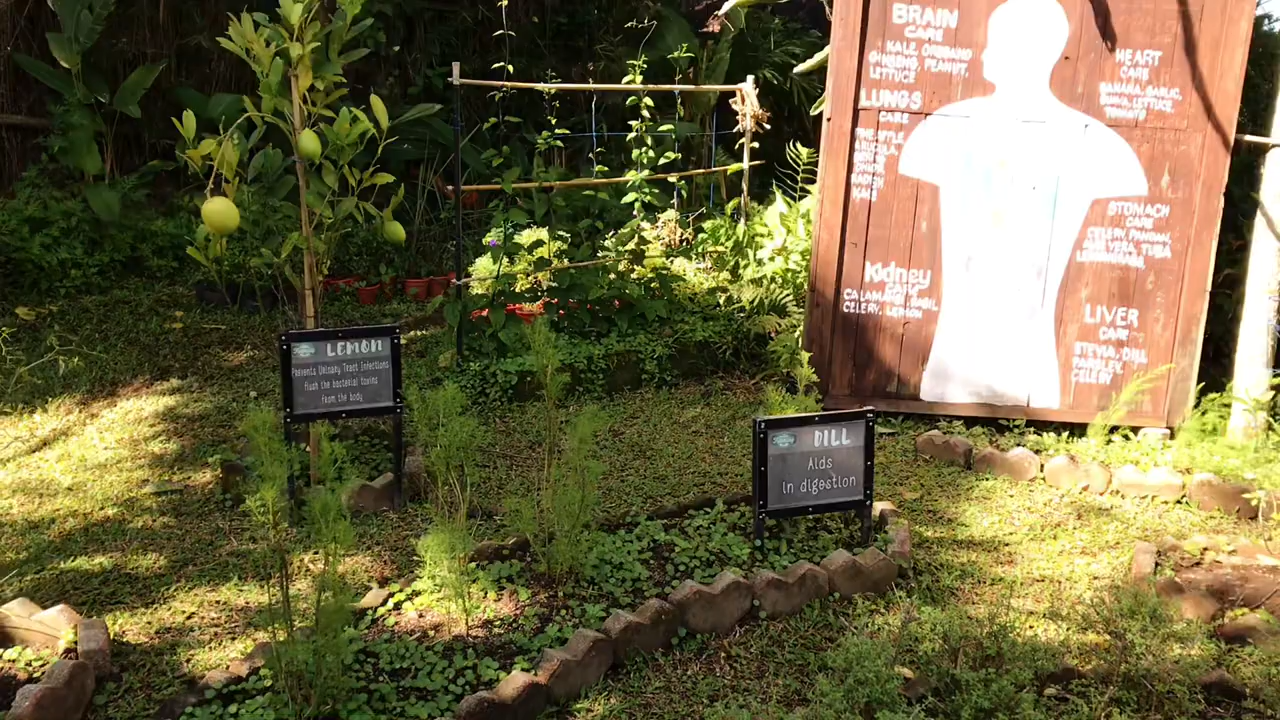 BRAIN
CARE
KALE, OREGANO
GINSENG, PEANUT,
LETTUCE
LUNGS
CARE
HEART
CARE
BANANA, GARLIC,
LETTUCE,
TOMATO
STOMACH
CARE
CELERY, PANDAN,
ALOE VERA, TUBA
LEMONGRASS,
Kidney
CARE
CALAMANSI, BASIL
CELERY, LEMON
LIVER
CARE
STEVIA, DILL
PARSLEY,
CELERY
LEMON
Prevents Urinary Tract Infections
flush the bacterial toxins
from the body
DILL
Aids
in digestion